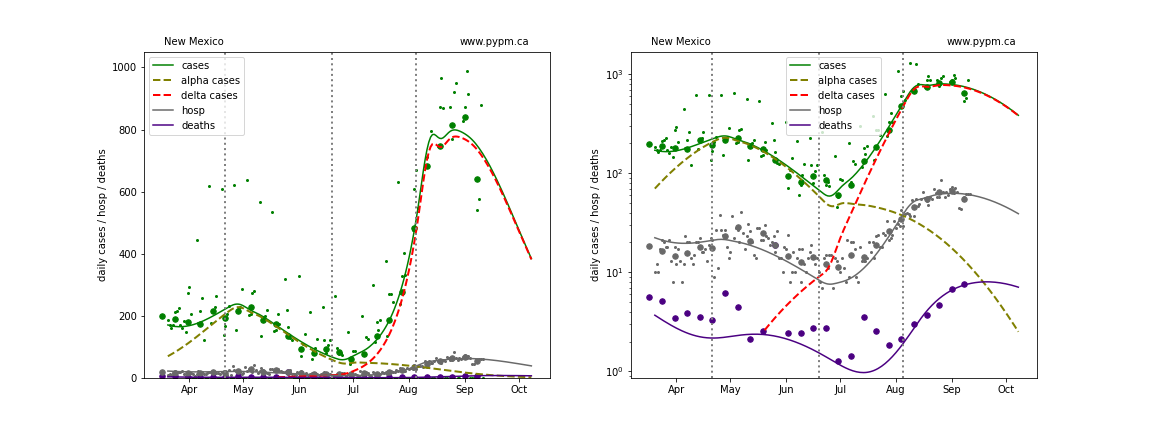 New Mexico
www.pypm.ca
cases
alpha cases
delta cases
hosp
deaths
daily cases / hosp / deaths
1000
800
600
400
200
0
Apr
May
Jun
Jul
Aug
Sep
Oct
New Mexico
www.pypm.ca
cases
alpha cases
delta cases
hosp
deaths
daily cases / hosp / deaths
10³
10²
10¹
10⁰
Apr
May
Jun
Jul
Aug
Sep
Oct